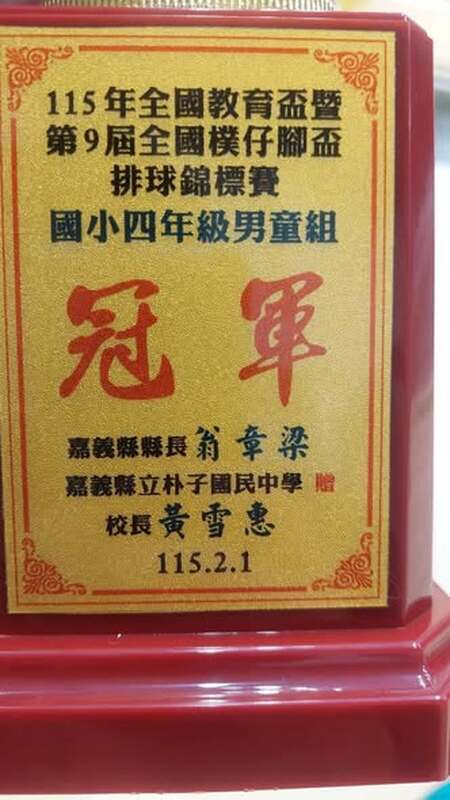 115年全國教育盃暨
第9屆全國樸仔腳盃
排球錦標賽
國小四年級男童組
冠軍
嘉義縣縣長 翁章梁
嘉義縣立朴子國民中學 贈
校長 黃雪惠
115.2.1